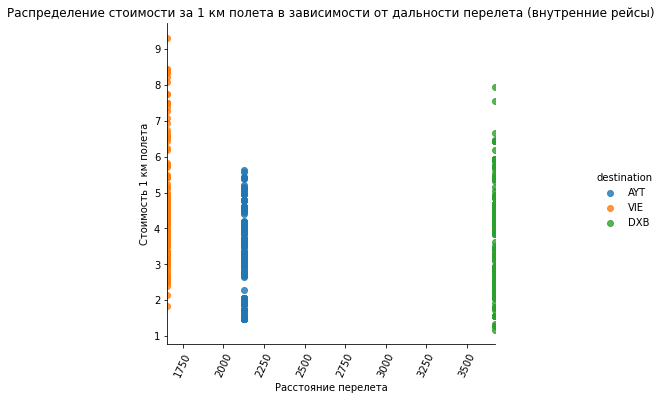 Распределение стоимости за 1 км полета в зависимости от дальности перелета (внутренние рейсы)
9
8
7
6
5
4
3
2
1
Стоимость 1 км полета
1750
2000
2250
2500
2750
3000
3250
3500
Расстояние перелета
destination
AYT
VIE
DXB